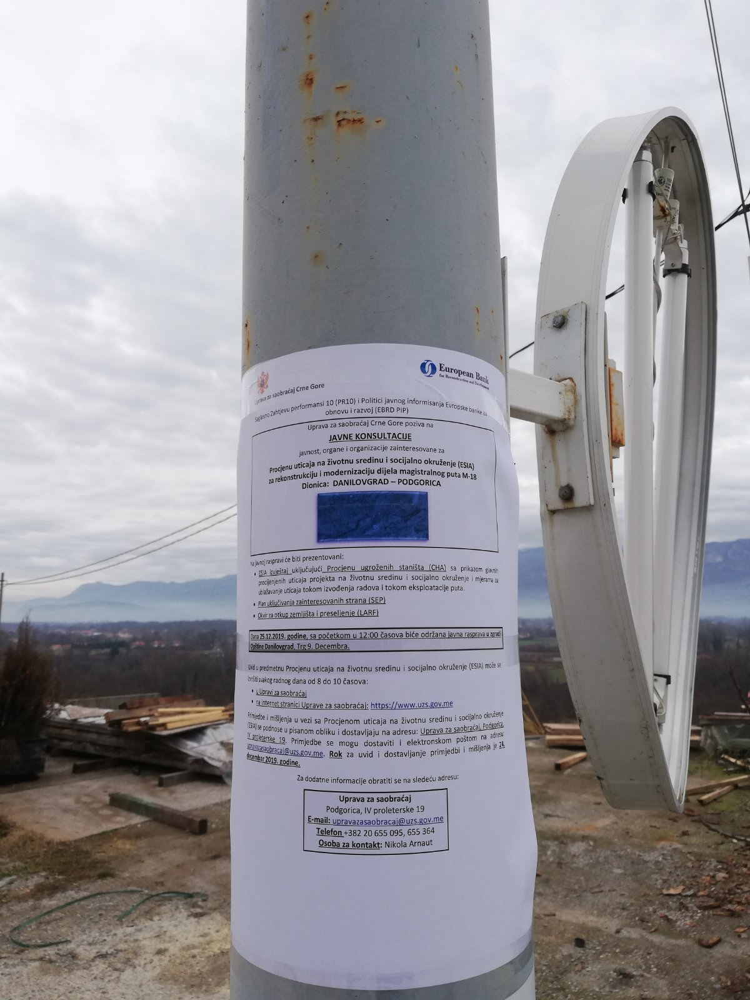 European Bank
for Reconstruction and Development
Uprava za saobraćaj Crne Gore
Saglasno Zahtjevu performansi 10 (PR10) i Politici javnog informisanja Evropske banke za
obnovu i razvoj (EBRD PIP)
Uprava za saobraćaj Crne Gore poziva na
JAVNE KONSULTACIJE
javnost, organe i organizacije zainteresovane za
Procjenu uticaja na životnu sredinu i socijalno okruženje (ESIA)
za rekonstrukciju i modernizaciju dijela magistralnog puta M-18
Dionica: DANILOVGRAD – PODGORICA
Na javnoj raspravi će biti prezentovani:
• ESIA izvještaj uključujući Procjenu ugroženih staništa (CHA) sa prikazom glavnih
procijenjenih uticaja projekta na životnu sredinu i socijalno okruženje i mjerama za
ublažavanje uticaja tokom izvođenja radova i tokom eksploatacije puta.
• Plan uključivanja zainteresovanih strana (SEP)
• Okvir za otkup zemljišta i preseljenje (LARF)
Dana 25.12.2019. godine, sa početkom u 12:00 časova biće održana javna rasprava u zgradi
Opštine Danilovgrad, Trg 9. Decembra.
Uvid u predmetnu Procjenu uticaja na životnu sredinu i socijalno okruženje (ESIA) može se
izvršiti svakog radnog dana od 8 do 10 časova:
• u Upravi za saobraćaj
• na internet stranici Uprave za saobraćaj: https://www.uzs.gov.me
Primjedbe i mišljenja u vezi sa Procjenom uticaja na životnu sredinu i socijalno okruženje
(ESIA) se podnose u pisanom obliku i dostavljaju na adresu: Uprava za saobraćaj, Podgorica,
IV proleterske 19. Primjedbe se mogu dostaviti i elektronskom poštom na adresu:
upravazasaobracaj@uzs.gov.me. Rok za uvid i dostavljanje primjedbi i mišljenja je 24.
decembar 2019. godine.
Za dodatne informacije obratiti se na sledeću adresu:
Uprava za saobraćaj
Podgorica, IV proleterske 19
E-mail: upravazasaobracaj@uzs.gov.me
Telefon +382 20 655 095, 655 364
Osoba za kontakt: Nikola Arnaut